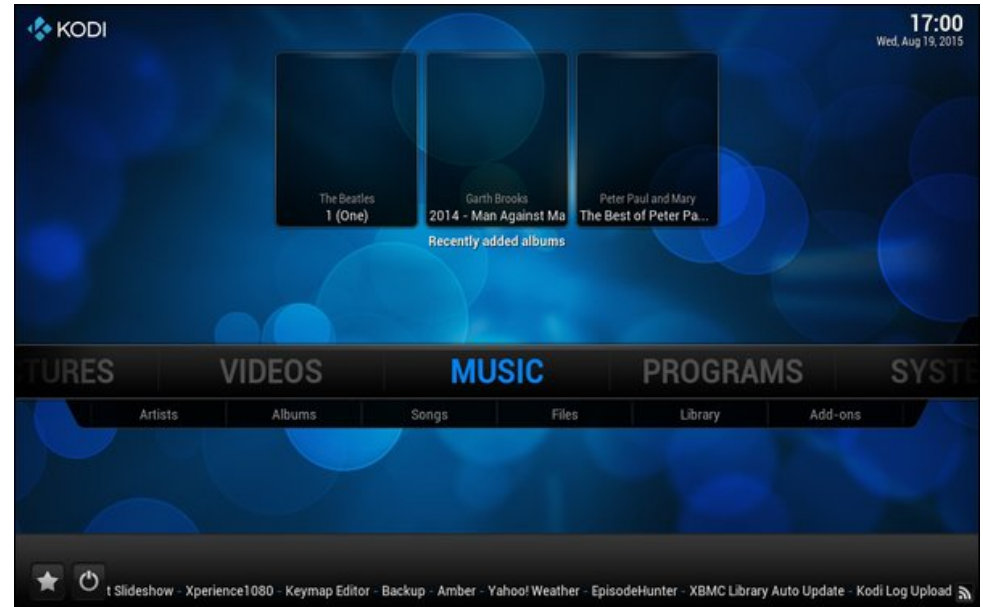 KODI
17:00
Wed, Aug 19, 2015
The Beatles
1 (One)
Garth Brooks
2014 - Man Against Ma
Peter Paul and Mary
The Best of Peter Pa...
Recently added albums
TURES VIDEOS MUSIC PROGRAMS SYSTE
Artists Albums Songs Files Library Add-ons
t Slideshow - Xperience1080 - Keymap Editor - Backup - Amber - Yahoo! Weather - EpisodeHunter - XBMC Library Auto Update - Kodi Log Upload